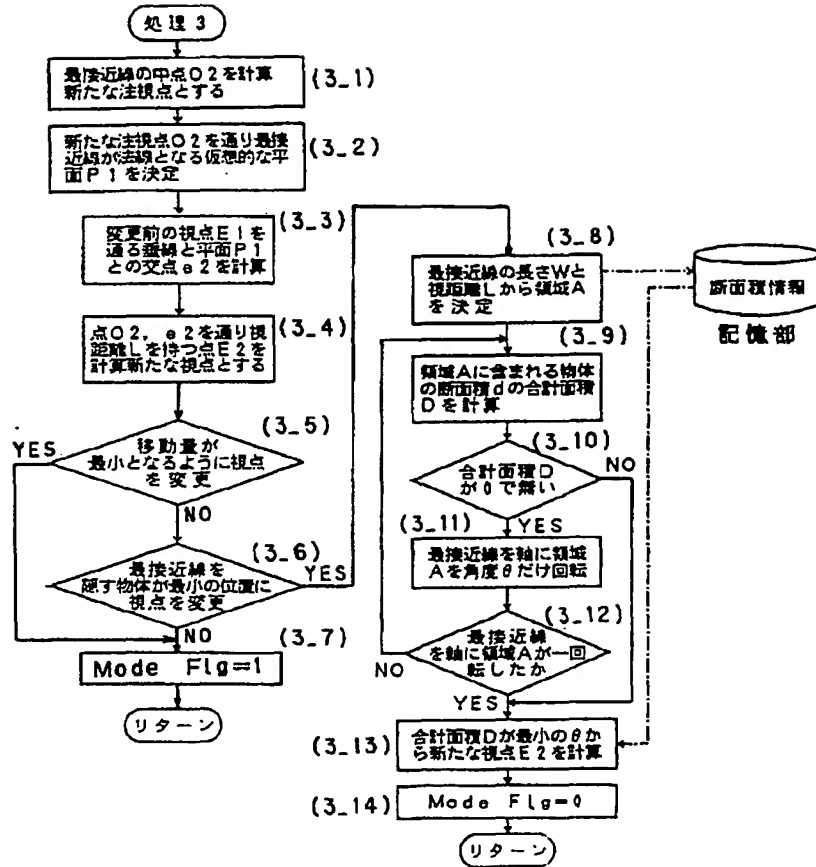 処理3
最接近線の中点O2を計算
新たな注視点とする
(3_1)
新たな注視点O2を通り最接
近線が法線となる仮想的な平
面P1を決定
(3_2)
変更前の視点E1を
通る垂線と平面P1
との交点e2を計算
(3_3)
点O2,e2を通り視
距離Lを持つ点E2を
計算新たな視点とする
(3_4)
移動量が
最小となるように視点
を変更
(3_5)
YES
NO
最接近線を
隠す物体が最小の位置に
視点を変更
(3_6)
YES
NO
(3_7)
Mode Flg=1
リターン
(3_8)
最接近線の長さWと
視距離Lから領域A
を決定
断面積情報
記憶部
(3_9)
領域Aに含まれる物体
の断面積dの合計面積
Dを計算
(3_10)
合計面積D
が0で無い
NO
YES
(3_11)
最接近線を軸に領域
Aを角度θだけ回転
(3_12)
最接近線
を軸に領域Aが一回
転したか
NO
YES
(3_13)
合計面積Dが最小のθか
ら新たな視点E2を計算
(3_14)
Mode Flg=0
リターン